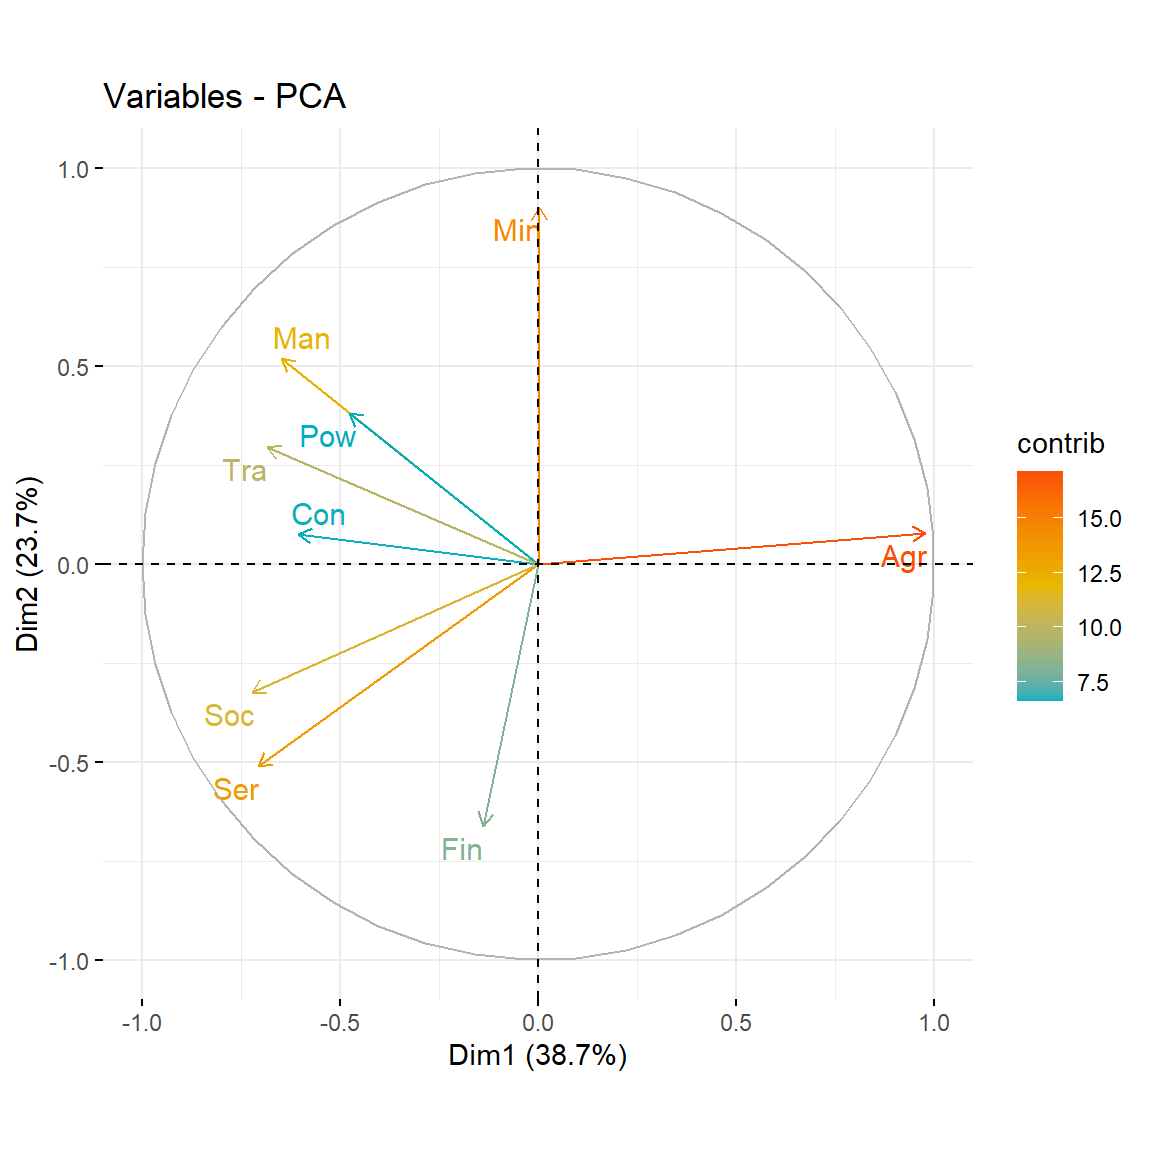 Variables - PCA
1.0
0.5
0.0
-0.5
-1.0
Dim2 (23.7%)
Min
Man
Pow
Tra
Con
Agr
Soc
Ser
Fin
-1.0
-0.5
0.0
0.5
1.0
Dim1 (38.7%)
contrib
15.0
12.5
10.0
7.5